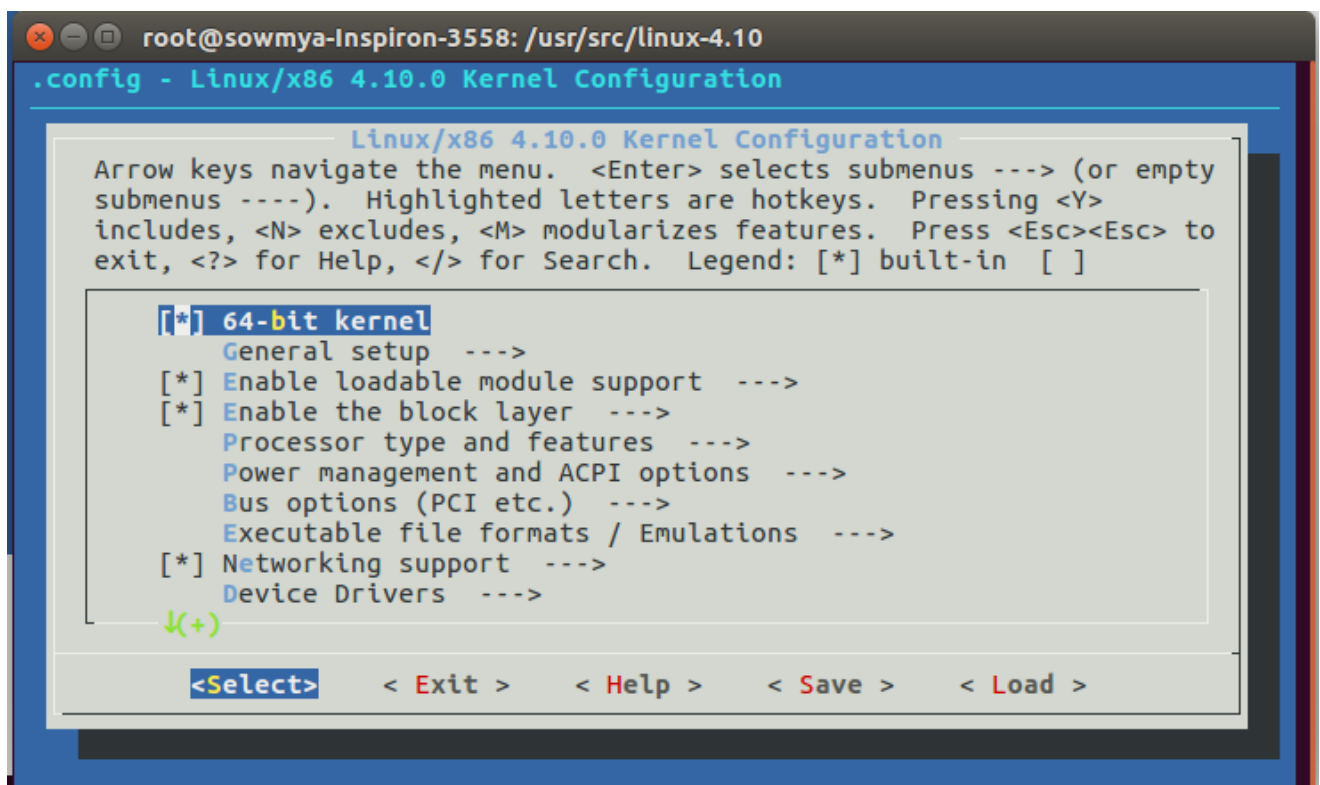 root@sowmya-Inspiron-3558: /usr/src/linux-4.10
.config - Linux/x86 4.10.0 Kernel Configuration
Linux/x86 4.10.0 Kernel Configuration
Arrow keys navigate the menu.  <Enter> selects submenus ---> (or empty
submenus ----).  Highlighted letters are hotkeys.  Pressing <Y>
includes, <N> excludes, <M> modularizes features.  Press <Esc><Esc> to
exit, <?> for Help, </> for Search.  Legend: [*] built-in  [ ]
[*] 64-bit kernel
General setup  --->
[*] Enable loadable module support  --->
[*] Enable the block layer  --->
Processor type and features  --->
Power management and ACPI options  --->
Bus options (PCI etc.)  --->
Executable file formats / Emulations  --->
[*] Networking support  --->
Device Drivers  --->
↓(+)
<Select>    < Exit >    < Help >    < Save >    < Load >